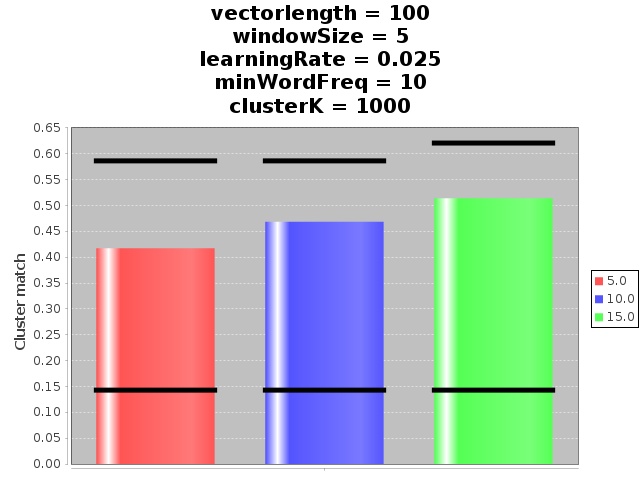 vectorlength = 100
windowSize = 5
learningRate = 0.025
minWordFreq = 10
clusterK = 1000
0.65
0.60
0.55
0.50
0.45
0.40
0.35
0.30
0.25
0.20
0.15
0.10
0.05
0.00
Cluster match
5.0
10.0
15.0